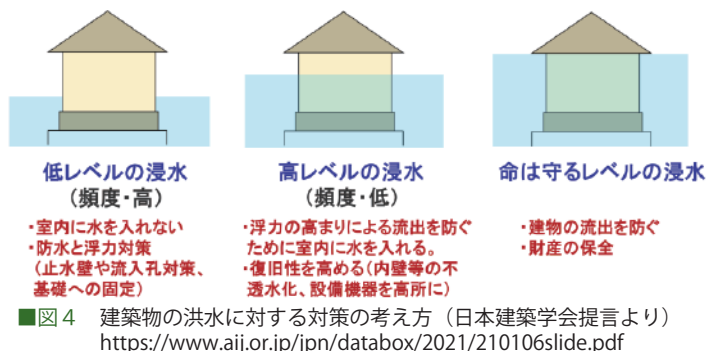 低レベルの浸水
（頻度・高）
・室内に水を入れない
・防水と浮力対策
（止水壁や流入孔対策、
基礎への固定）
高レベルの浸水
（頻度・低）
・浮力の高まりによる流出を防ぐ
ために室内に水を入れる。
・復旧性を高める（内壁等の不
透水化、設備機器を高所に）
命は守るレベルの浸水
・建物の流出を防ぐ
・財産の保全
■図４　建築物の洪水に対する対策の考え方（日本建築学会提言より）
https://www.aij.or.jp/jpn/databox/2021/210106slide.pdf